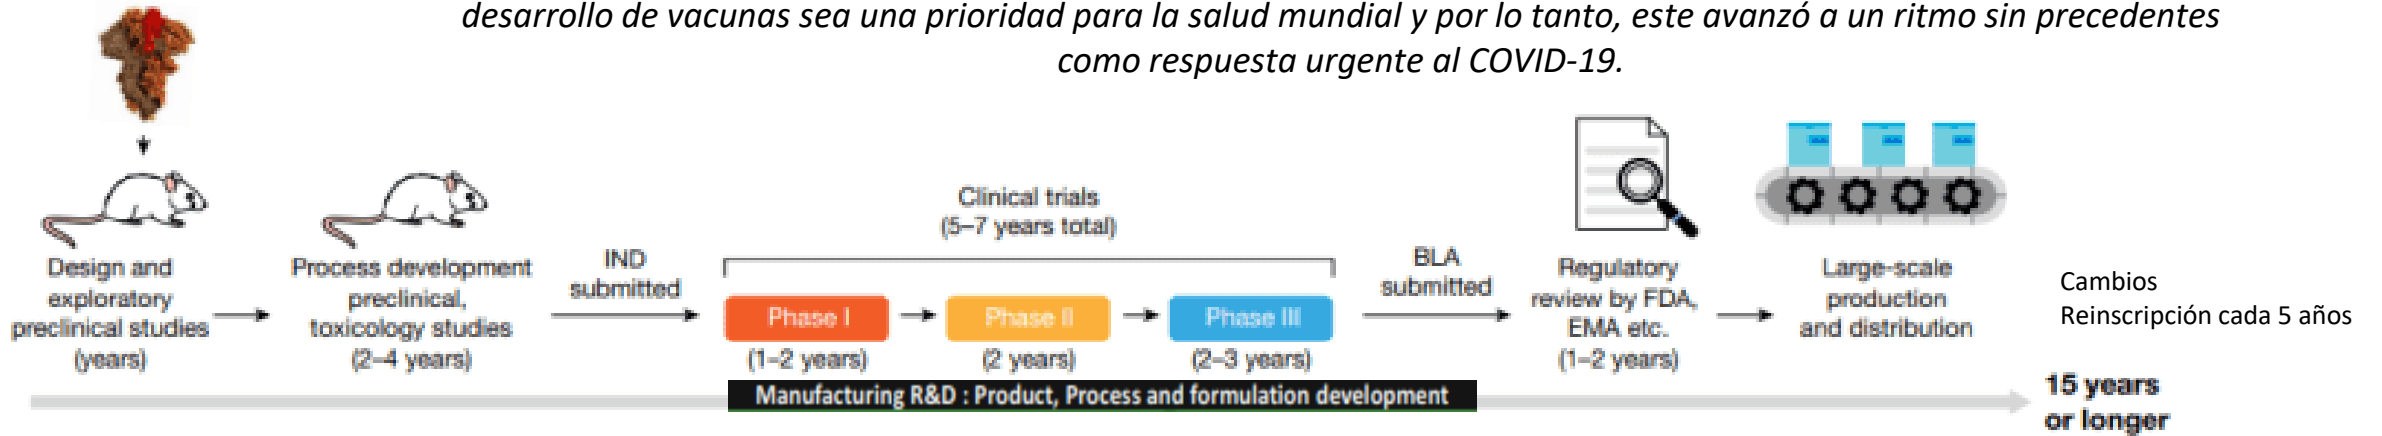 desarrollo de vacunas sea una prioridad para la salud mundial y por lo tanto, este avanzó a un ritmo sin precedentes
como respuesta urgente al COVID-19.
Design and
exploratory
preclinical studies
(years)
Process development
preclinical,
toxicology studies
(2–4 years)
IND
submitted
Clinical trials
(5–7 years total)
Phase I
(1–2 years)
Phase II
(2 years)
Phase III
(2–3 years)
BLA
submitted
Regulatory
review by FDA,
EMA etc.
(1–2 years)
Large-scale
production
and distribution
Cambios
Reinscripción cada 5 años
Manufacturing R&D : Product, Process and formulation development
15 years
or longer